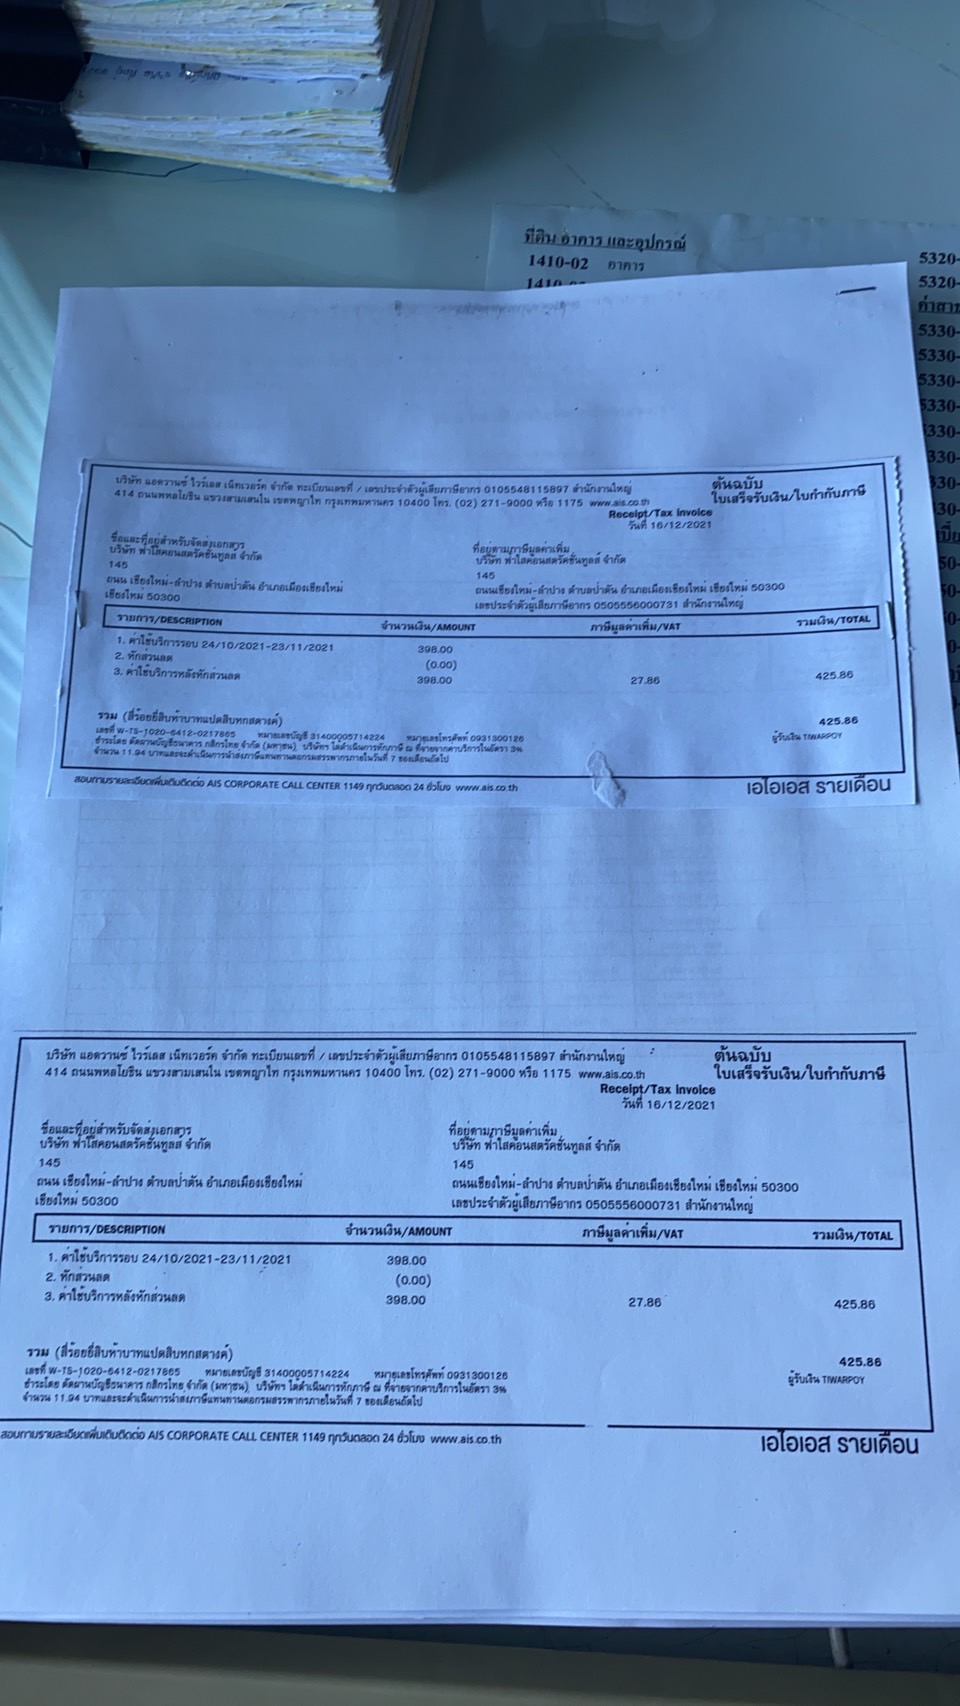 ที่ดิน อาคาร และอุปกรณ์
1410-02 อาคาร
5320-
5320-
5330-
5330-
5330-
5330-
บริษัท แอดวานซ์ ไวร์เลส เน็ทเวอร์ค จำกัด ทะเบียนเลขที่ / เลขประจำตัวผู้เสียภาษีอากร 0105548115897 สำนักงานใหญ่
414 ถนนพหลโยธิน แขวงสามเสนใน เขตพญาไท กรุงเทพมหานคร 10400 โทร. (02) 271-9000 หรือ 1175 www.ais.co.th
ต้นฉบับ
ใบเสร็จรับเงิน/ใบกำกับภาษี
Receipt/Tax Invoice
วันที่ 16/12/2021
ชื่อและที่อยู่สำหรับจัดส่งเอกสาร
บริษัท ฟ้าใสคอนสตรัคชั่นทูลส์ จำกัด
145
ถนน เชียงใหม่-ลำปาง ตำบลป่าตัน อำเภอเมืองเชียงใหม่
เชียงใหม่ 50300
ที่อยู่ตามภาษีมูลค่าเพิ่ม
บริษัท ฟ้าใสคอนสตรัคชั่นทูลส์ จำกัด
145
ถนนเชียงใหม่-ลำปาง ตำบลป่าตัน อำเภอเมืองเชียงใหม่ เชียงใหม่ 50300
เลขประจำตัวผู้เสียภาษีอากร 0505556000731 สำนักงานใหญ่
รายการ/DESCRIPTION จำนวนเงิน/AMOUNT ภาษีมูลค่าเพิ่ม/VAT รวมเงิน/TOTAL
1. ค่าใช้บริการรอบ 24/10/2021-23/11/2021 398.00
2. หักส่วนลด (0.00)
3. ค่าใช้บริการหลังหักส่วนลด 398.00 27.86 425.86
รวม (สี่ร้อยยี่สิบห้าบาทแปดสิบหกสตางค์) 425.86
เลขที่ W-TS-1020-6412-0217865 หมายเลขบัญชี 31400005714224 หมายเลขโทรศัพท์ 0931300126 ผู้รับเงิน TIWARPOY
ชำระโดย ตัดผ่านบัญชีธนาคาร กสิกรไทย จำกัด (มหาชน) บริษัทฯ ได้ดำเนินการหักภาษี ณ ที่จ่ายจากค่าบริการในอัตรา 3%
จำนวน 11.94 บาทและจะดำเนินการนำส่งภาษีแทนท่านต่อกรมสรรพากรภายในวันที่ 7 ของเดือนถัดไป
สอบถามรายละเอียดเพิ่มเติมติดต่อ AIS CORPORATE CALL CENTER 1149 ทุกวันตลอด 24 ชั่วโมง www.ais.co.th
เอไอเอส รายเดือน
บริษัท แอดวานซ์ ไวร์เลส เน็ทเวอร์ค จำกัด ทะเบียนเลขที่ / เลขประจำตัวผู้เสียภาษีอากร 0105548115897 สำนักงานใหญ่
414 ถนนพหลโยธิน แขวงสามเสนใน เขตพญาไท กรุงเทพมหานคร 10400 โทร. (02) 271-9000 หรือ 1175 www.ais.co.th
ต้นฉบับ
ใบเสร็จรับเงิน/ใบกำกับภาษี
Receipt/Tax Invoice
วันที่ 16/12/2021
ชื่อและที่อยู่สำหรับจัดส่งเอกสาร
บริษัท ฟ้าใสคอนสตรัคชั่นทูลส์ จำกัด
145
ถนน เชียงใหม่-ลำปาง ตำบลป่าตัน อำเภอเมืองเชียงใหม่
เชียงใหม่ 50300
ที่อยู่ตามภาษีมูลค่าเพิ่ม
บริษัท ฟ้าใสคอนสตรัคชั่นทูลส์ จำกัด
145
ถนนเชียงใหม่-ลำปาง ตำบลป่าตัน อำเภอเมืองเชียงใหม่ เชียงใหม่ 50300
เลขประจำตัวผู้เสียภาษีอากร 0505556000731 สำนักงานใหญ่
รายการ/DESCRIPTION จำนวนเงิน/AMOUNT ภาษีมูลค่าเพิ่ม/VAT รวมเงิน/TOTAL
1. ค่าใช้บริการรอบ 24/10/2021-23/11/2021 398.00
2. หักส่วนลด (0.00)
3. ค่าใช้บริการหลังหักส่วนลด 398.00 27.86 425.86
รวม (สี่ร้อยยี่สิบห้าบาทแปดสิบหกสตางค์) 425.86
เลขที่ W-TS-1020-6412-0217865 หมายเลขบัญชี 31400005714224 หมายเลขโทรศัพท์ 0931300126 ผู้รับเงิน TIWARPOY
ชำระโดย ตัดผ่านบัญชีธนาคาร กสิกรไทย จำกัด (มหาชน) บริษัทฯ ได้ดำเนินการหักภาษี ณ ที่จ่ายจากค่าบริการในอัตรา 3%
จำนวน 11.94 บาทและจะดำเนินการนำส่งภาษีแทนท่านต่อกรมสรรพากรภายในวันที่ 7 ของเดือนถัดไป
สอบถามรายละเอียดเพิ่มเติมติดต่อ AIS CORPORATE CALL CENTER 1149 ทุกวันตลอด 24 ชั่วโมง www.ais.co.th
เอไอเอส รายเดือน